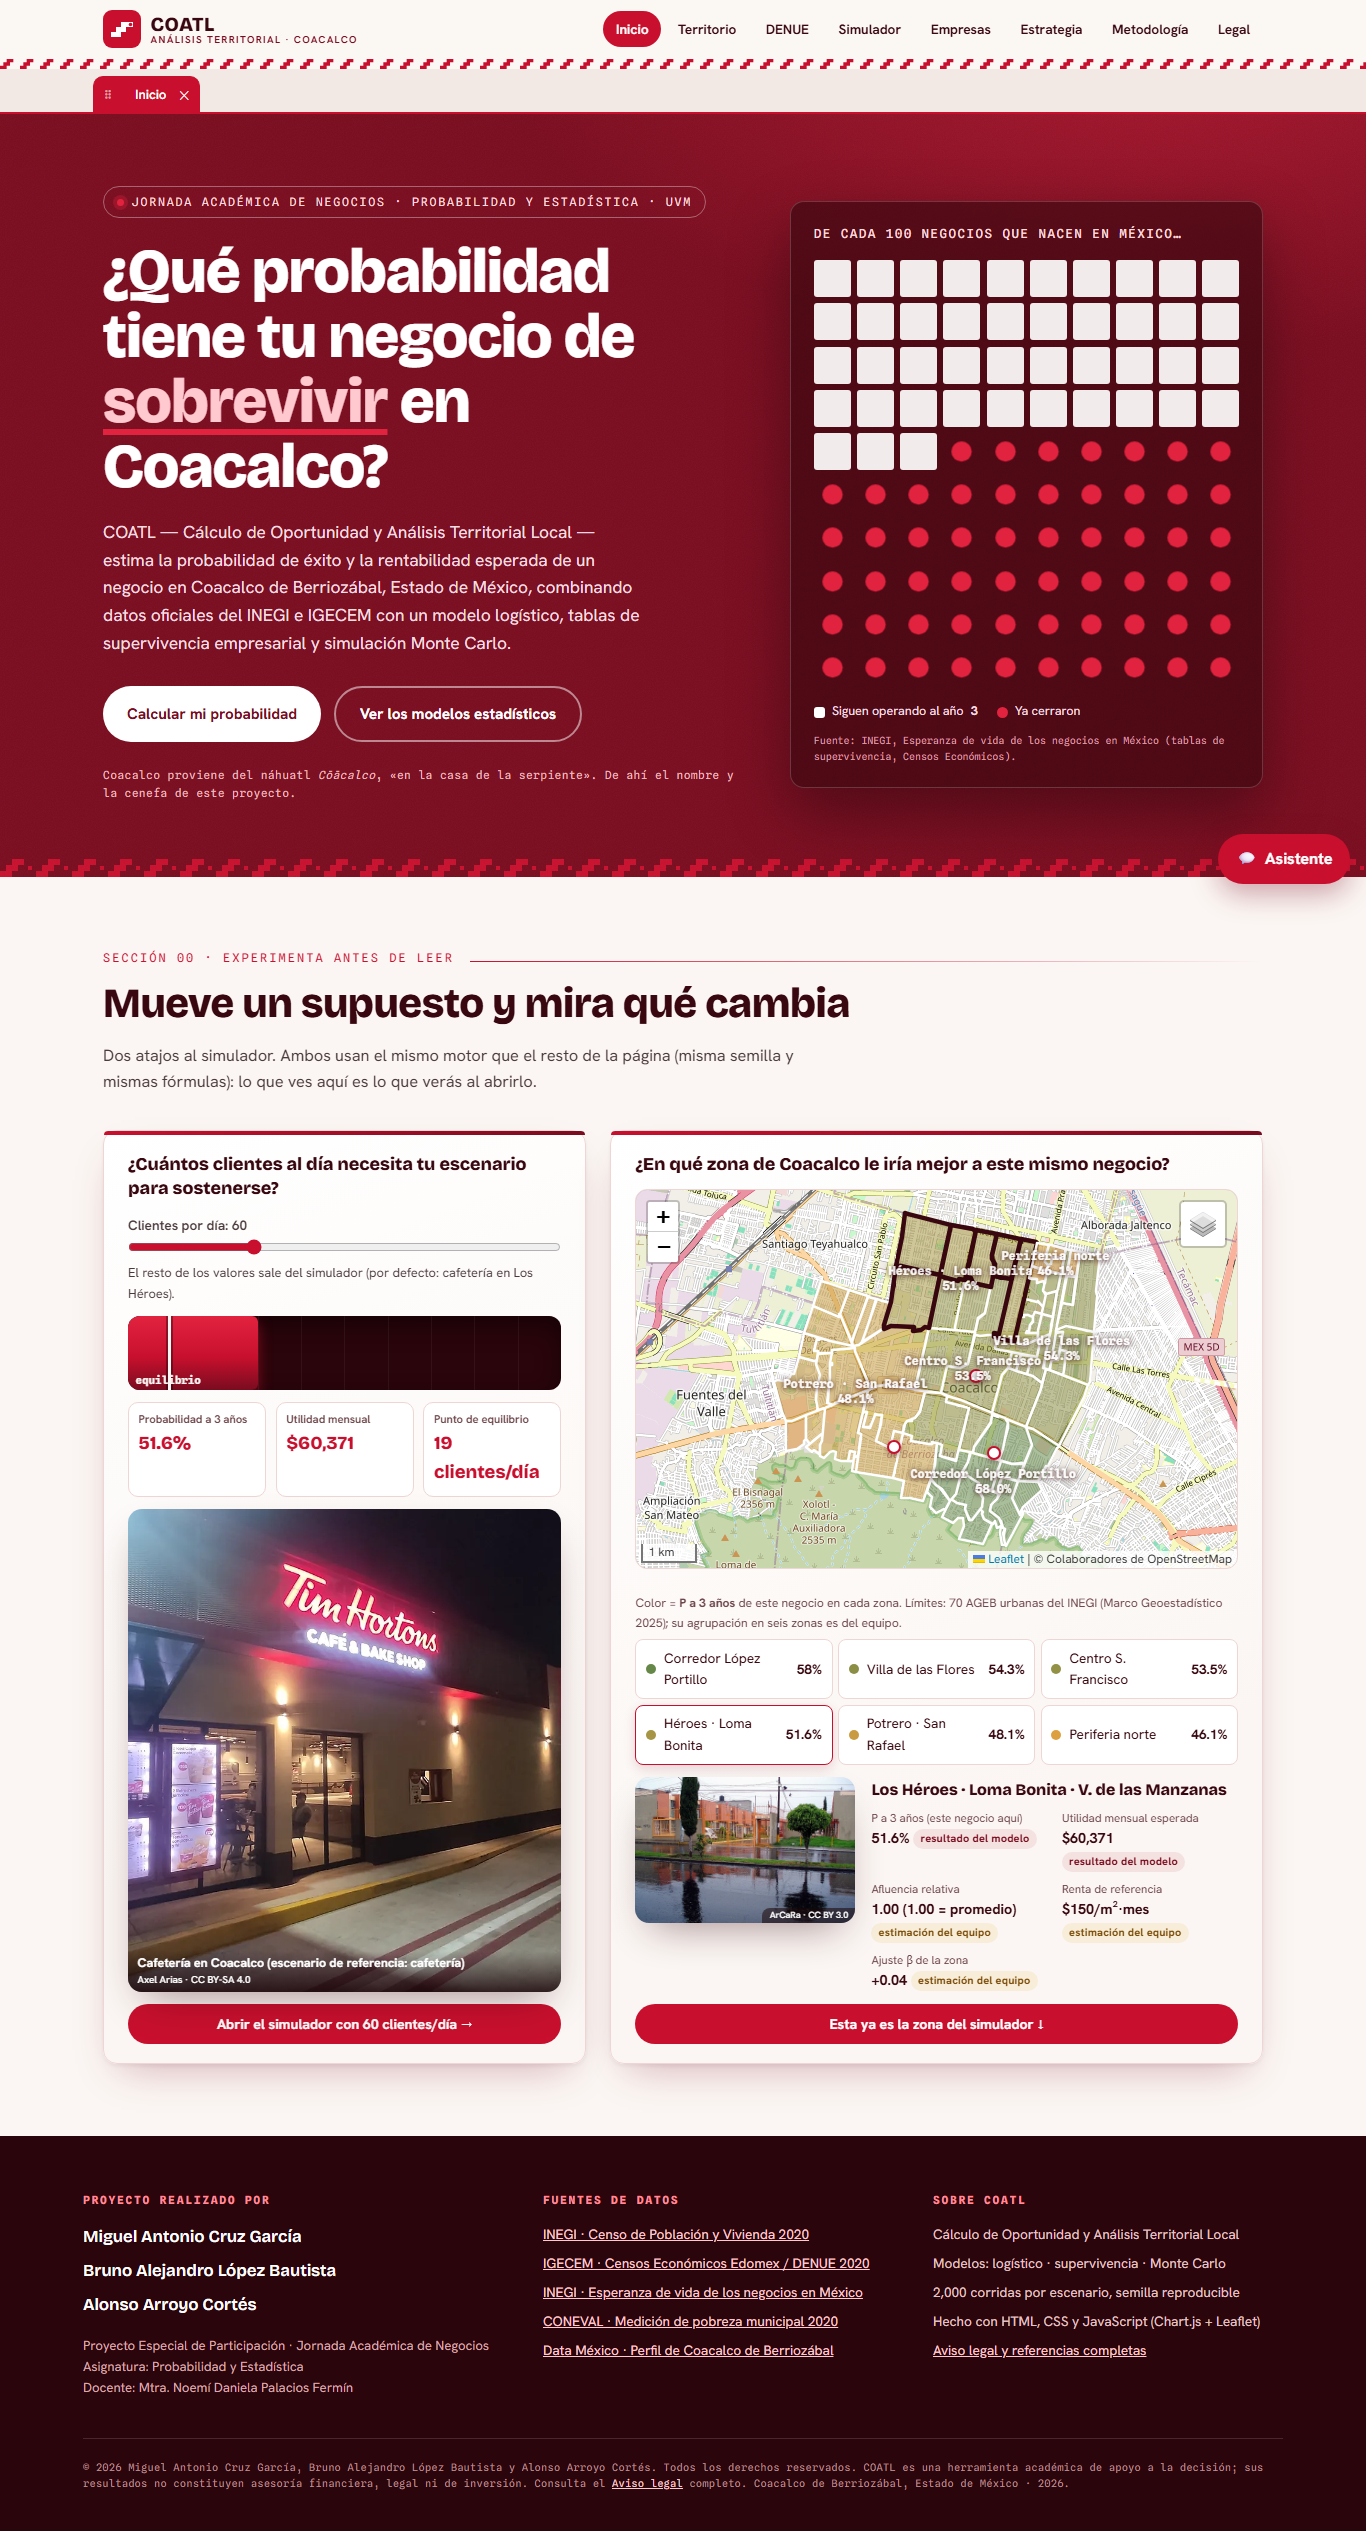 COATL
ANÁLISIS TERRITORIAL · COACALCO
Inicio
Territorio
DENUE
Simulador
Empresas
Estrategia
Metodología
Legal
Inicio
JORNADA ACADÉMICA DE NEGOCIOS · PROBABILIDAD Y ESTADÍSTICA · UVM
¿Qué probabilidad
tiene tu negocio de
sobrevivir en
Coacalco?
COATL — Cálculo de Oportunidad y Análisis Territorial Local —
estima la probabilidad de éxito y la rentabilidad esperada de un
negocio en Coacalco de Berriozábal, Estado de México, combinando
datos oficiales del INEGI e IGECEM con un modelo logístico, tablas de
supervivencia empresarial y simulación Monte Carlo.
Calcular mi probabilidad
Ver los modelos estadísticos
Coacalco proviene del náhuatl Cōācalco, «en la casa de la serpiente». De ahí el nombre y
la cenefa de este proyecto.
DE CADA 100 NEGOCIOS QUE NACEN EN MÉXICO…
Siguen operando al año 3
Ya cerraron
Fuente: INEGI, Esperanza de vida de los negocios en México (tablas de
supervivencia, Censos Económicos).
Asistente
SECCIÓN 00 · EXPERIMENTA ANTES DE LEER
Mueve un supuesto y mira qué cambia
Dos atajos al simulador. Ambos usan el mismo motor que el resto de la página (misma semilla y
mismas fórmulas): lo que ves aquí es lo que verás al abrirlo.
¿Cuántos clientes al día necesita tu escenario
para sostenerse?
Clientes por día: 60
El resto de los valores sale del simulador (por defecto: cafetería en Los
Héroes).
equilibrio
Probabilidad a 3 años
51.6%
Utilidad mensual
$60,371
Punto de equilibrio
19
clientes/día
Tim Hortons
CAFÉ & BAKE SHOP
Cafetería en Coacalco (escenario de referencia: cafetería)
Axel Arias · CC BY-SA 4.0
Abrir el simulador con 60 clientes/día →
¿En qué zona de Coacalco le iría mejor a este mismo negocio?
+
−
Toluca
Circuito San Pablo
Santiago Teyahualco
Alborada Jaltenco
Tecámac
Periferia norte
46.1%
Héroes · Loma Bonita
51.6%
Tultitlán
Villa de las Flores
54.3%
MEX 5D
Centro S. Francisco
53.5%
Coacalco
Calle Las Torres
Potrero · San Rafael
48.1%
Fuentes del
Valle
Tultitlán
Avenida Central
de Berriozábal
Corredor López Portillo
58.0%
Calle Ciprés
El Bisnagal
2356 m
Ampliación
San Mateo
Xolotl -
C. María
Auxiliadora
2535 m
Loma de
1 km
Leaflet | © Colaboradores de OpenStreetMap
Color = P a 3 años de este negocio en cada zona. Límites: 70 AGEB urbanas del INEGI (Marco Geoestadístico
2025); su agrupación en seis zonas es del equipo.
Corredor López
Portillo
58%
Villa de las Flores
54.3%
Centro S.
Francisco
53.5%
Héroes · Loma
Bonita
51.6%
Potrero · San
Rafael
48.1%
Periferia norte
46.1%
ArCaRa · CC BY 3.0
Los Héroes · Loma Bonita · V. de las Manzanas
P a 3 años (este negocio aquí)
51.6% resultado del modelo
Utilidad mensual esperada
$60,371
resultado del modelo
Afluencia relativa
1.00 (1.00 = promedio)
estimación del equipo
Renta de referencia
$150/m²·mes
estimación del equipo
Ajuste β de la zona
+0.04 estimación del equipo
Esta ya es la zona del simulador ↓
PROYECTO REALIZADO POR
Miguel Antonio Cruz García
Bruno Alejandro López Bautista
Alonso Arroyo Cortés
Proyecto Especial de Participación · Jornada Académica de Negocios
Asignatura: Probabilidad y Estadística
Docente: Mtra. Noemí Daniela Palacios Fermín
FUENTES DE DATOS
INEGI · Censo de Población y Vivienda 2020
IGECEM · Censos Económicos Edomex / DENUE 2020
INEGI · Esperanza de vida de los negocios en México
CONEVAL · Medición de pobreza municipal 2020
Data México · Perfil de Coacalco de Berriozábal
SOBRE COATL
Cálculo de Oportunidad y Análisis Territorial Local
Modelos: logístico · supervivencia · Monte Carlo
2,000 corridas por escenario, semilla reproducible
Hecho con HTML, CSS y JavaScript (Chart.js + Leaflet)
Aviso legal y referencias completas
© 2026 Miguel Antonio Cruz García, Bruno Alejandro López Bautista y Alonso Arroyo Cortés. Todos los derechos reservados. COATL es una herramienta académica de apoyo a la decisión; sus
resultados no constituyen asesoría financiera, legal ni de inversión. Consulta el Aviso legal completo. Coacalco de Berriozábal, Estado de México · 2026.